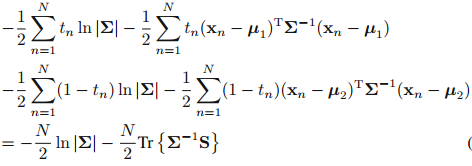 −1/2 ∑_{n=1}^{N} t_n ln |Σ| − 1/2 ∑_{n=1}^{N} t_n(x_n − μ_1)^T Σ^{−1}(x_n − μ_1)
−1/2 ∑_{n=1}^{N} (1 − t_n) ln |Σ| − 1/2 ∑_{n=1}^{N} (1 − t_n)(x_n − μ_2)^T Σ^{−1}(x_n − μ_2)
= −N/2 ln |Σ| − N/2 Tr {Σ^{−1}S} (